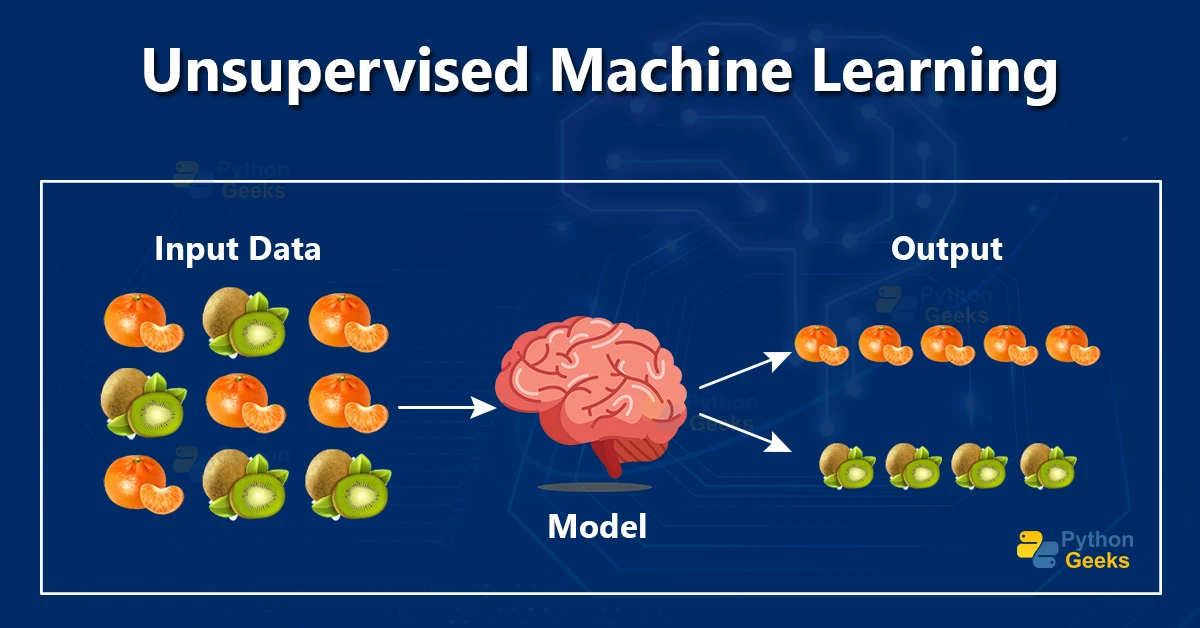 Unsupervised Machine Learning
Python
Geeks
Input Data
Output
Python
Geeks
Python
Geeks
Model
Python
Geeks